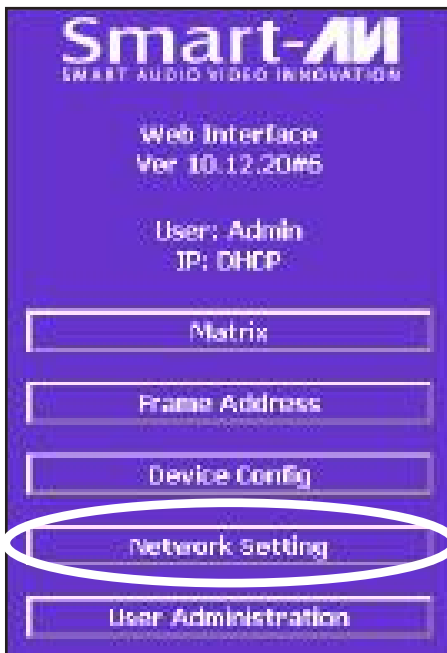 Smart-AVI
SMART AUDIO VIDEO INNOVATION
Web Interface
Ver 10.12.20#6
User: Admin
IP: DHCP
Matrix
Frame Address
Device Config
Network Setting
User Administration